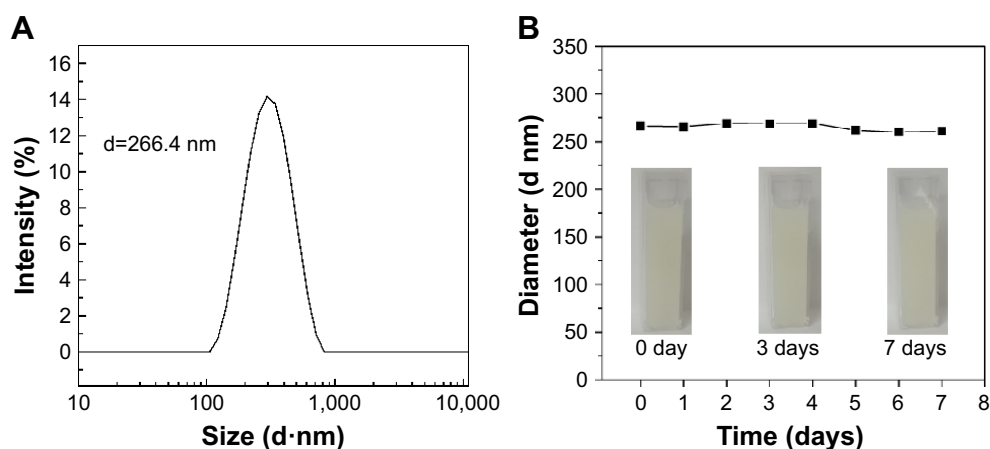 A
16
14
12
10
8
6
4
2
0
Intensity (%)
d=266.4 nm
10 100 1,000 10,000
Size (d·nm)
B
350
300
250
200
150
100
50
0
Diameter (d nm)
0 day 3 days 7 days
0 1 2 3 4 5 6 7 8
Time (days)